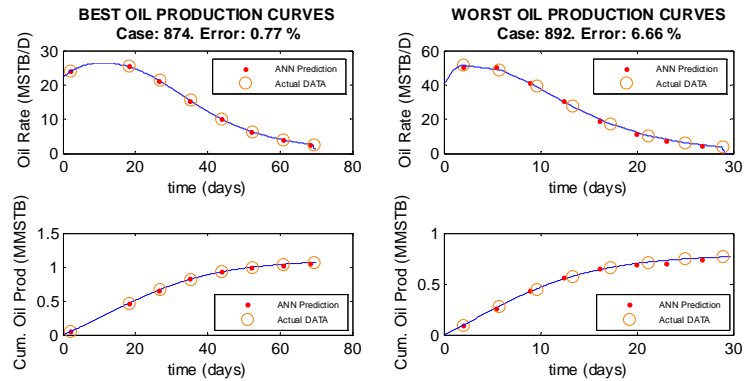 BEST OIL PRODUCTION CURVES
Case: 874. Error: 0.77 %
30
20
10
0
Oil Rate (MSTB/D)
ANN Prediction
Actual DATA
0 20 40 60 80
time (days)
WORST OIL PRODUCTION CURVES
Case: 892. Error: 6.66 %
60
40
20
0
Oil Rate (MSTB/D)
ANN Prediction
Actual DATA
0 10 20 30
time (days)
1.5
1
0.5
0
Cum. Oil Prod (MMSTB)
ANN Prediction
Actual DATA
0 20 40 60 80
time (days)
1
0.5
0
Cum. Oil Prod (MMSTB)
ANN Prediction
Actual DATA
0 10 20 30
time (days)